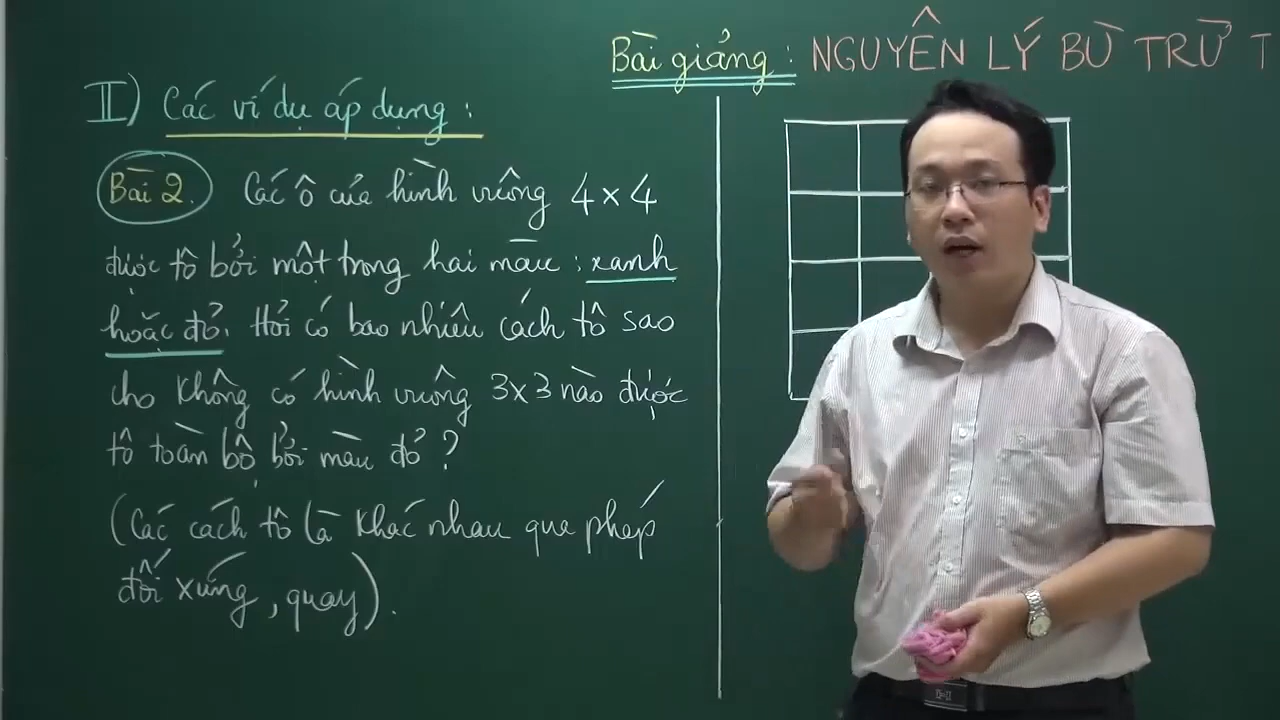 Bài giảng: NGUYÊN LÝ BÙ TRỪ T
II) Các ví dụ áp dụng:
Bài 2. Các ô của hình vuông 4×4
được tô bởi một trong hai màu: xanh
hoặc đỏ. Hỏi có bao nhiêu cách tô sao
cho không có hình vuông 3×3 nào được
tô toàn bộ bởi màu đỏ?
(Các cách tô là khác nhau qua phép
đối xứng, quay).